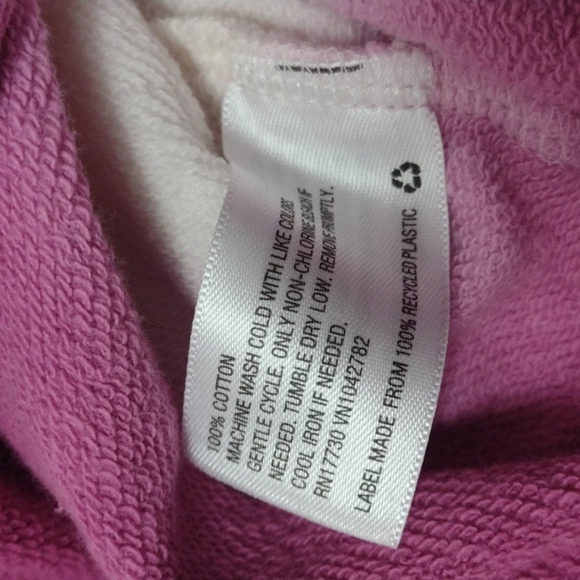 100% COTTON
MACHINE WASH COLD WITH LIKE COLORS
GENTLE CYCLE. ONLY NON-CHLORINE BLEACH IF
NEEDED. TUMBLE DRY LOW. REMOVE PROMPTLY.
COOL IRON IF NEEDED.
RN17730 VN1042782
LABEL MADE FROM 100% RECYCLED PLASTIC